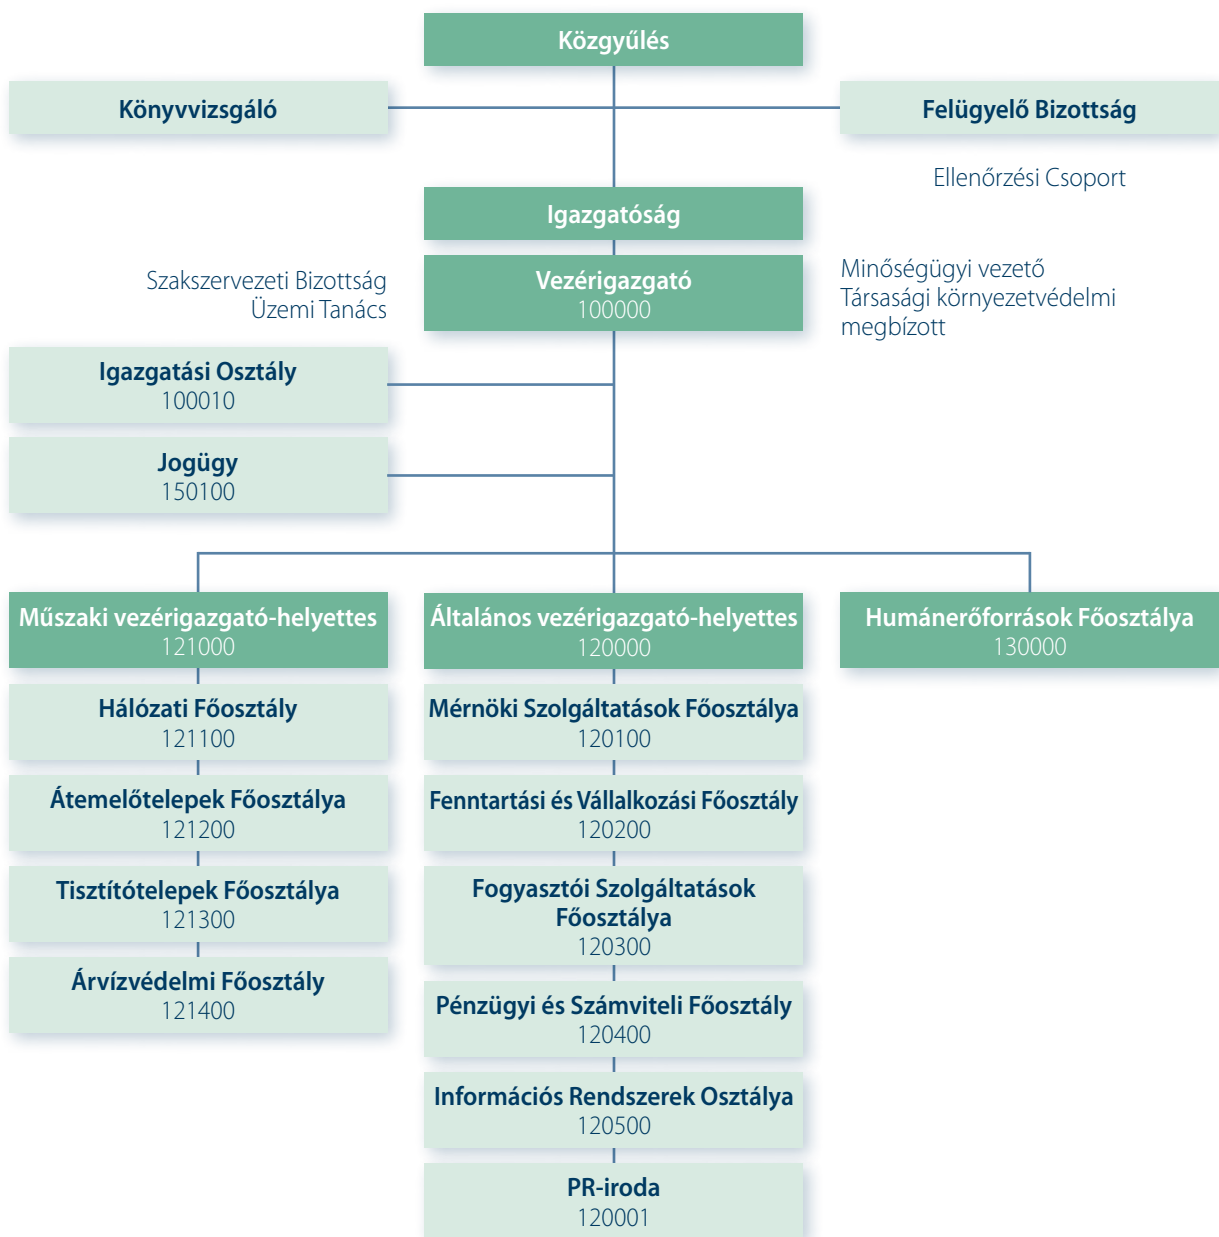 Közgyűlés
Könyvvizsgáló
Felügyelő Bizottság
Ellenőrzési Csoport
Igazgatóság
Szakszervezeti Bizottság
Üzemi Tanács
Vezérigazgató
100000
Minőségügyi vezető
Társasági környezetvédelmi
megbízott
Igazgatási Osztály
100010
Jogügy
150100
Műszaki vezérigazgató-helyettes
121000
Hálózati Főosztály
121100
Átemelőtelepek Főosztálya
121200
Tisztítótelepek Főosztálya
121300
Árvízvédelmi Főosztály
121400
Általános vezérigazgató-helyettes
120000
Mérnöki Szolgáltatások Főosztálya
120100
Fenntartási és Vállalkozási Főosztály
120200
Fogyasztói Szolgáltatások
Főosztálya
120300
Pénzügyi és Számviteli Főosztály
120400
Információs Rendszerek Osztálya
120500
PR-iroda
120001
Humánerőforrások Főosztálya
130000